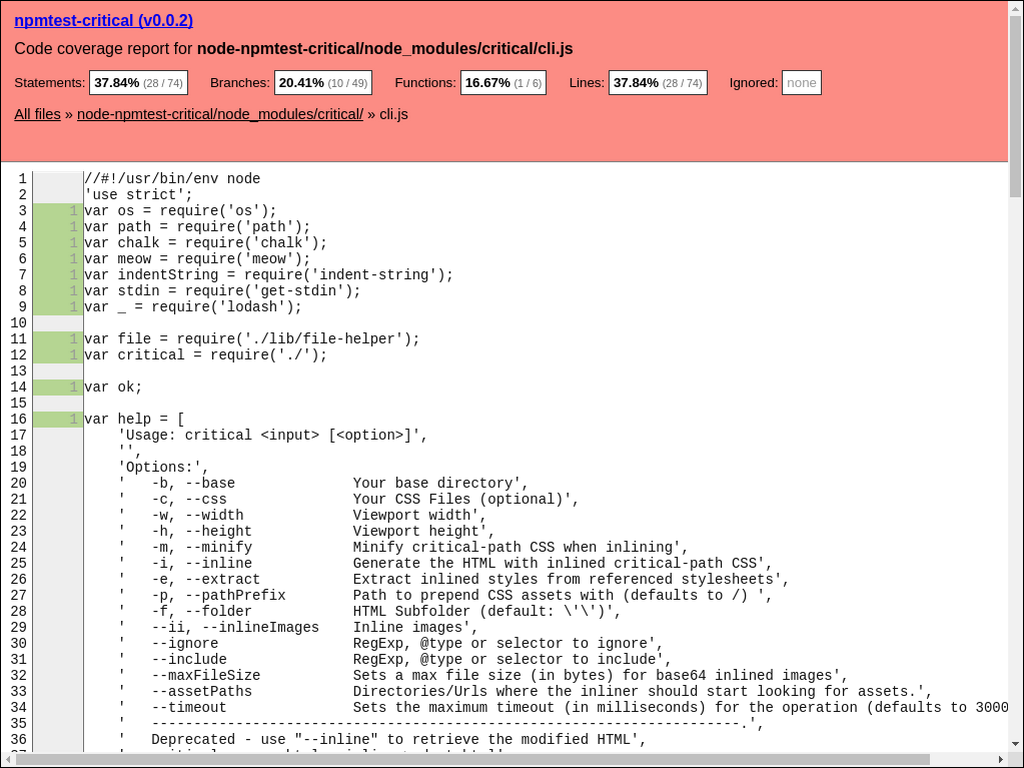 npmtest-critical (v0.0.2)
Code coverage report for node-npmtest-critical/node_modules/critical/cli.js
Statements: 37.84% (28 / 74) Branches: 20.41% (10 / 49) Functions: 16.67% (1 / 6) Lines: 37.84% (28 / 74) Ignored: none
All files » node-npmtest-critical/node_modules/critical/ » cli.js
1 //#!/usr/bin/env node
2 'use strict';
3 1 var os = require('os');
4 1 var path = require('path');
5 1 var chalk = require('chalk');
6 1 var meow = require('meow');
7 1 var indentString = require('indent-string');
8 1 var stdin = require('get-stdin');
9 1 var _ = require('lodash');
10
11 1 var file = require('./lib/file-helper');
12 1 var critical = require('./');
13
14 1 var ok;
15
16 1 var help = [
17 'Usage: critical <input> [<option>]',
18 '',
19 'Options:',
20 '   -b, --base              Your base directory',
21 '   -c, --css               Your CSS Files (optional)',
22 '   -w, --width             Viewport width',
23 '   -h, --height            Viewport height',
24 '   -m, --minify            Minify critical-path CSS when inlining',
25 '   -i, --inline            Generate the HTML with inlined critical-path CSS',
26 '   -e, --extract           Extract inlined styles from referenced stylesheets',
27 '   -p, --pathPrefix        Path to prepend CSS assets with (defaults to /) ',
28 '   -f, --folder            HTML Subfolder (default: \'\')',
29 '   --ii, --inlineImages    Inline images',
30 '   --ignore                RegExp, @type or selector to ignore',
31 '   --include               RegExp, @type or selector to include',
32 '   --maxFileSize           Sets a max file size (in bytes) for base64 inlined images',
33 '   --assetPaths            Directories/Urls where the inliner should start looking for assets.',
34 '   --timeout               Sets the maximum timeout (in milliseconds) for the operation (defaults to 3000
35 '   ----------------------------------------------------------------------.',
36 '   Deprecated - use "--inline" to retrieve the modified HTML',